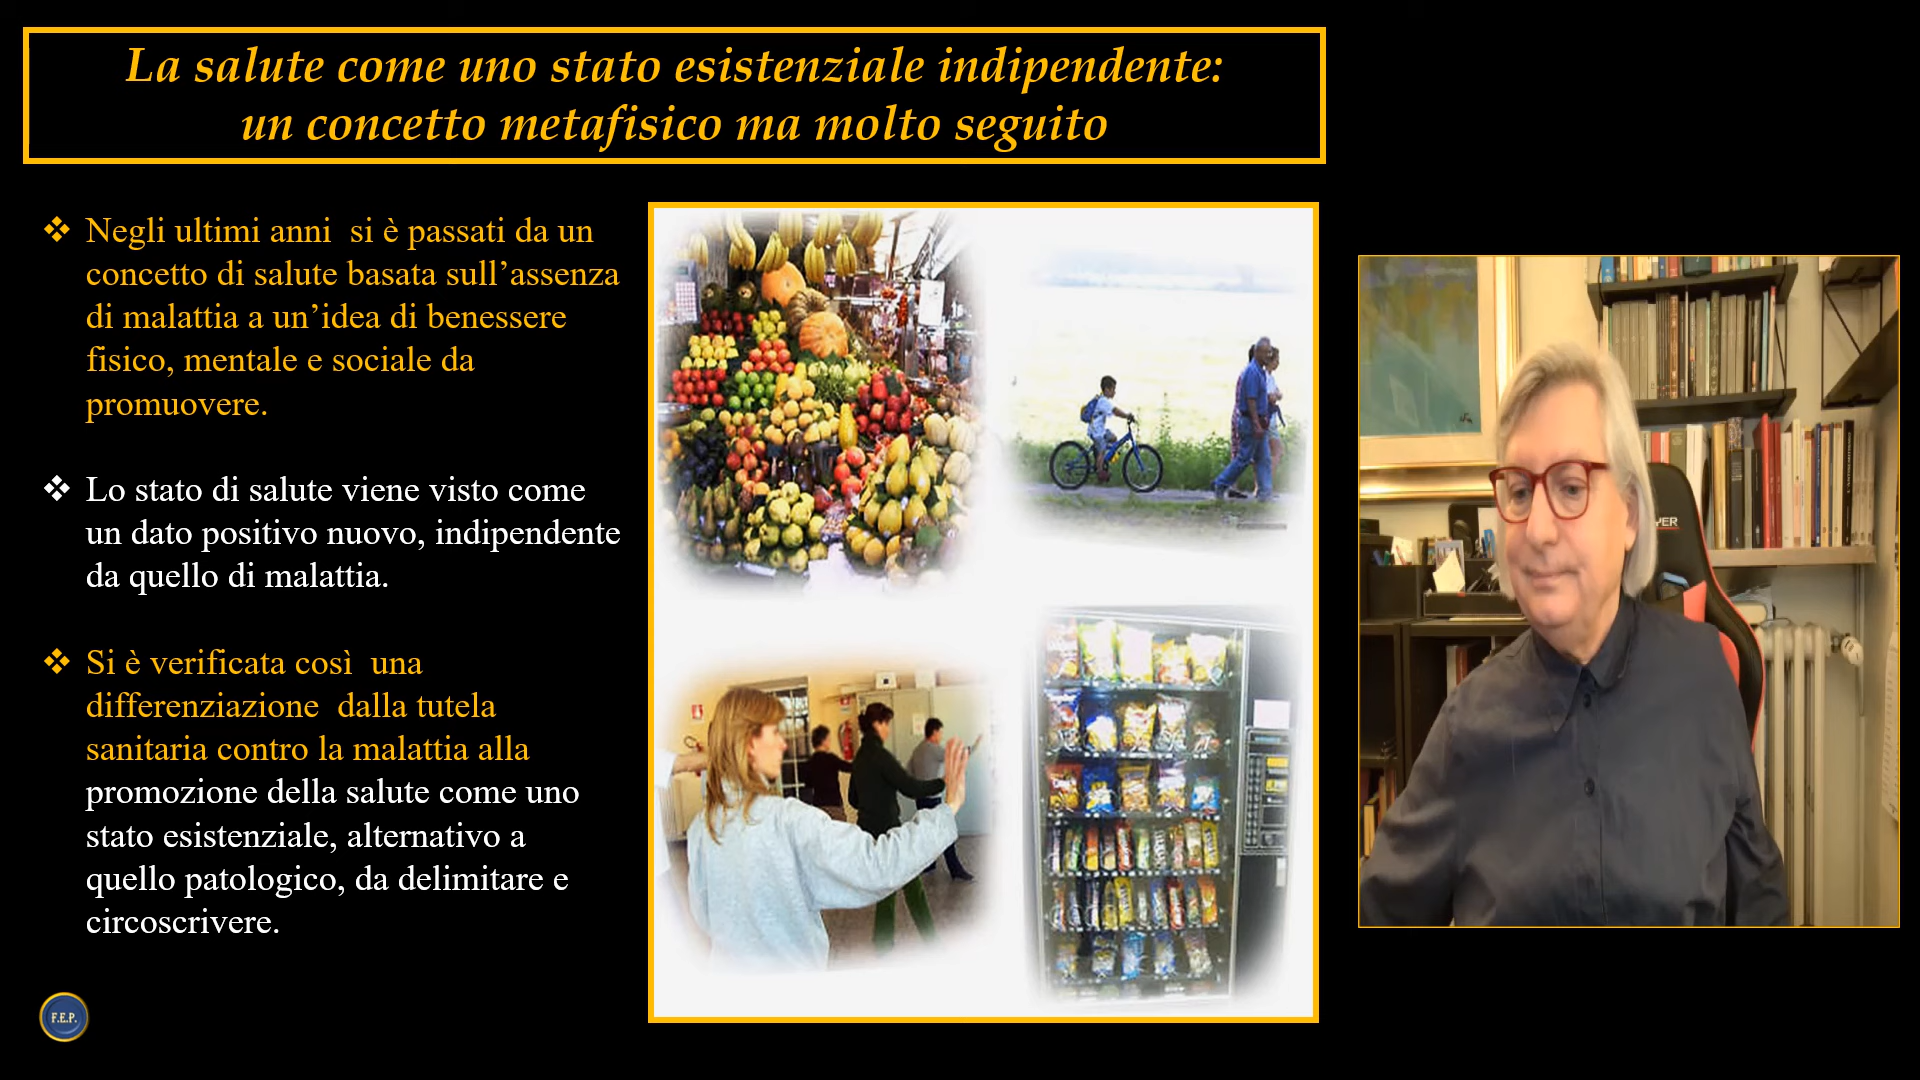 La salute come uno stato esistenziale indipendente:
un concetto metafisico ma molto seguito
Negli ultimi anni si è passati da un
concetto di salute basata sull’assenza
di malattia a un’idea di benessere
fisico, mentale e sociale da
promuovere.
Lo stato di salute viene visto come
un dato positivo nuovo, indipendente
da quello di malattia.
Si è verificata così una
differenziazione dalla tutela
sanitaria contro la malattia alla
promozione della salute come uno
stato esistenziale, alternativo a
quello patologico, da delimitare e
circoscrivere.
F.E.P.
YER